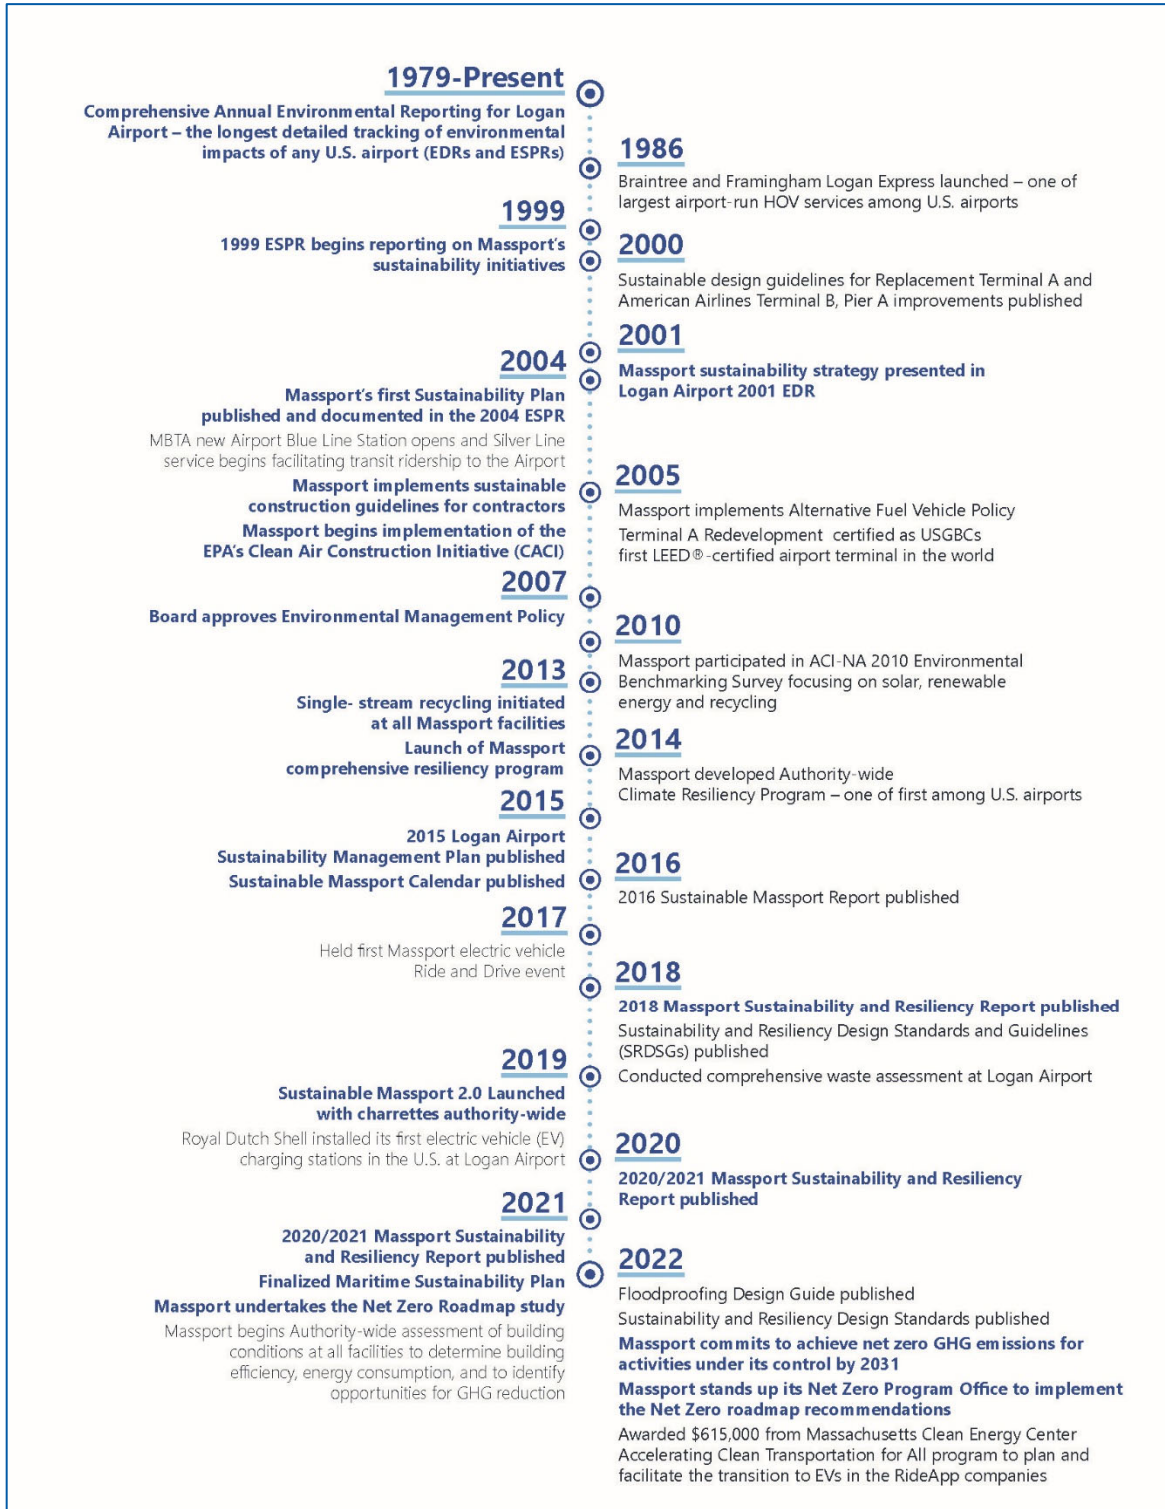 1979-Present
Comprehensive Annual Environmental Reporting for Logan
Airport – the longest detailed tracking of environmental
impacts of any U.S. airport (EDRs and ESPRs)
1986
Braintree and Framingham Logan Express launched – one of
largest airport-run HOV services among U.S. airports
1999
1999 ESPR begins reporting on Massport's
sustainability initiatives
2000
Sustainable design guidelines for Replacement Terminal A and
American Airlines Terminal B, Pier A improvements published
2001
Massport sustainability strategy presented in
Logan Airport 2001 EDR
2004
Massport's first Sustainability Plan
published and documented in the 2004 ESPR
MBTA new Airport Blue Line Station opens and Silver Line
service begins facilitating transit ridership to the Airport
Massport implements sustainable
construction guidelines for contractors
Massport begins implementation of the
EPA's Clean Air Construction Initiative (CACI)
2005
Massport implements Alternative Fuel Vehicle Policy
Terminal A Redevelopment certified as USGBCs
first LEED®-certified airport terminal in the world
2007
Board approves Environmental Management Policy
2010
Massport participated in ACI-NA 2010 Environmental
Benchmarking Survey focusing on solar, renewable
energy and recycling
2013
Single- stream recycling initiated
at all Massport facilities
Launch of Massport
comprehensive resiliency program
2014
Massport developed Authority-wide
Climate Resiliency Program – one of first among U.S. airports
2015
2015 Logan Airport
Sustainability Management Plan published
Sustainable Massport Calendar published
2016
2016 Sustainable Massport Report published
2017
Held first Massport electric vehicle
Ride and Drive event
2018
2018 Massport Sustainability and Resiliency Report published
Sustainability and Resiliency Design Standards and Guidelines
(SRDSGs) published
Conducted comprehensive waste assessment at Logan Airport
2019
Sustainable Massport 2.0 Launched
with charrettes authority-wide
Royal Dutch Shell installed its first electric vehicle (EV)
charging stations in the U.S. at Logan Airport
2020
2020/2021 Massport Sustainability and Resiliency
Report published
2021
2020/2021 Massport Sustainability
and Resiliency Report published
Finalized Maritime Sustainability Plan
Massport undertakes the Net Zero Roadmap study
Massport begins Authority-wide assessment of building
conditions at all facilities to determine building
efficiency, energy consumption, and to identify
opportunities for GHG reduction
2022
Floodproofing Design Guide published
Sustainability and Resiliency Design Standards published
Massport commits to achieve net zero GHG emissions for
activities under its control by 2031
Massport stands up its Net Zero Program Office to implement
the Net Zero roadmap recommendations
Awarded $615,000 from Massachusetts Clean Energy Center
Accelerating Clean Transportation for All program to plan and
facilitate the transition to EVs in the RideApp companies